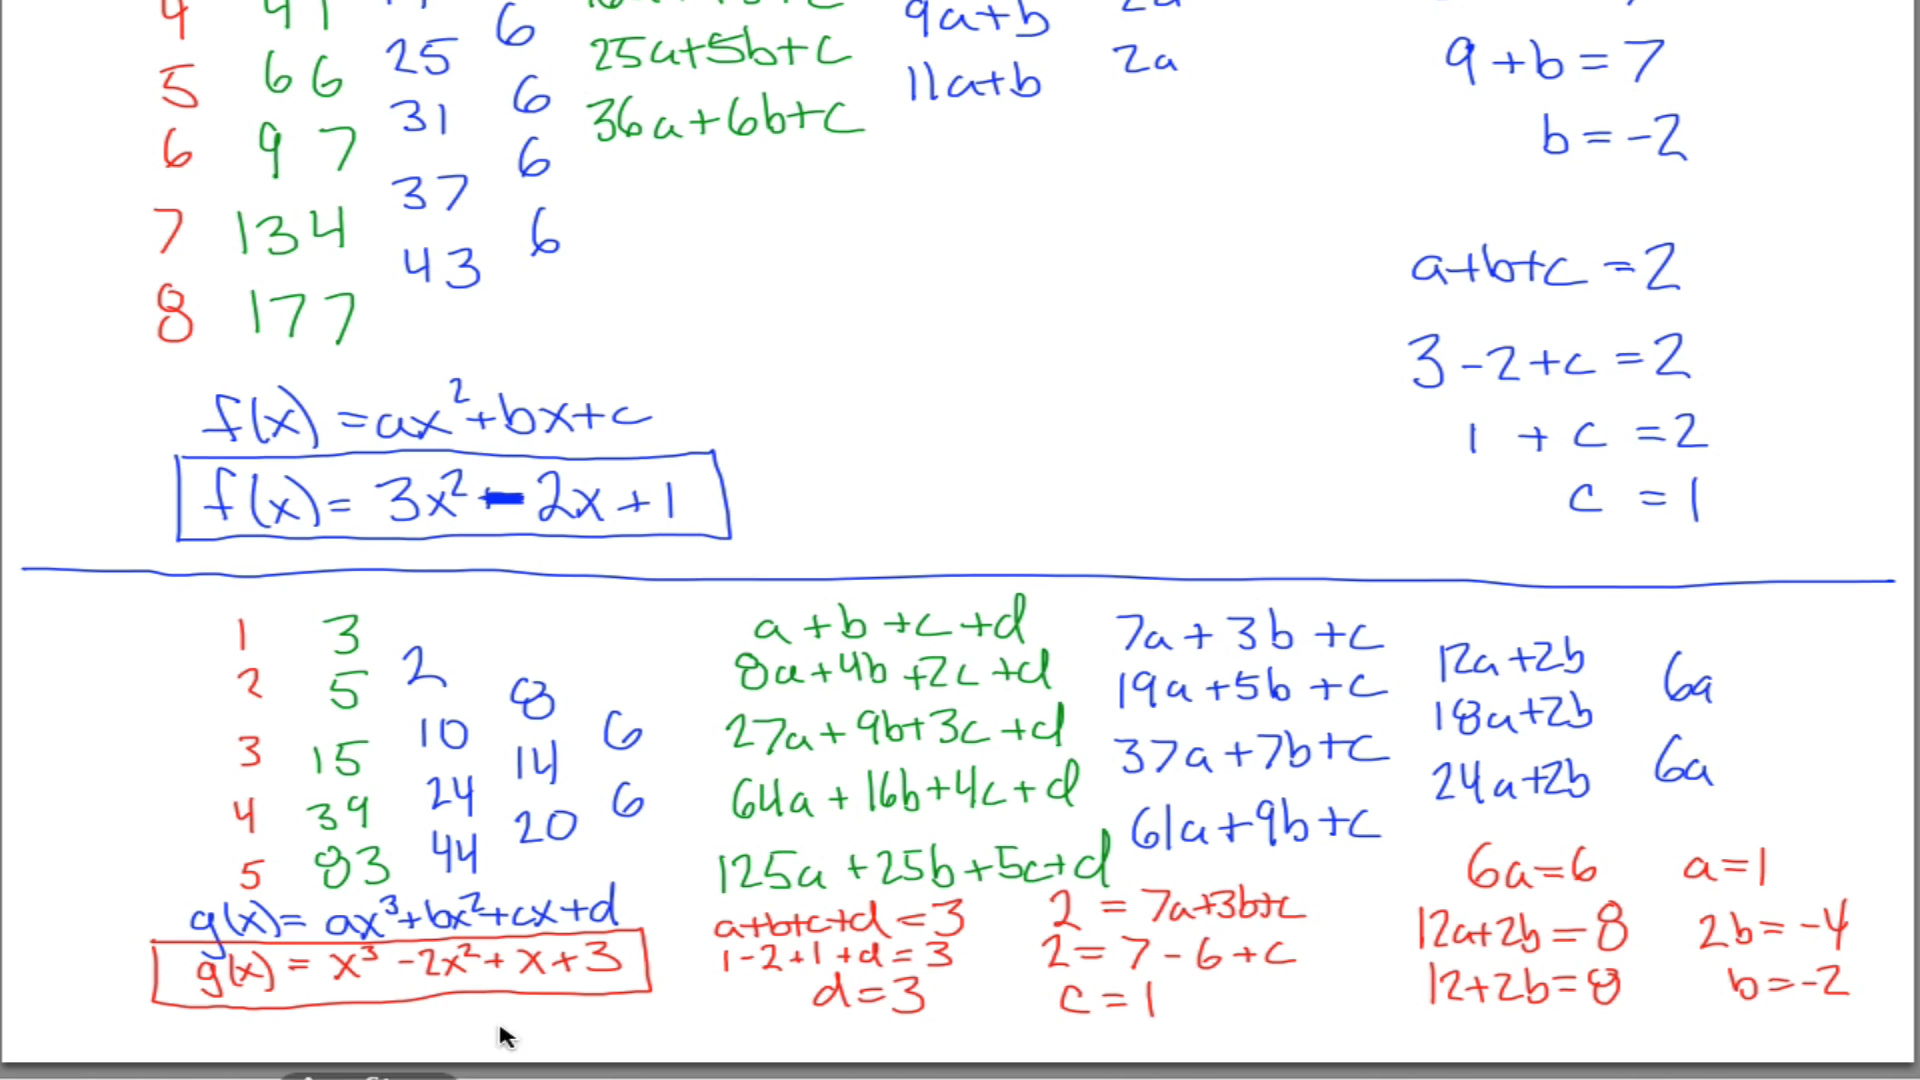 4 41 6 9a+b
5 66 25 25a+5b+c 11a+b 2a 9+b=7
6 97 31 6 36a+6b+c b=-2
7 134 37 6
8 177 43 6 a+b+c=2
3-2+c=2
f(x)=ax²+bx+c 1+c=2
f(x)=3x²-2x+1 c=1
1 3 a+b+c+d 7a+3b+c
2 5 2 8a+4b+2c+d 19a+5b+c 12a+2b 6a
3 15 10 8 27a+9b+3c+d 37a+7b+c 18a+2b 6a
4 39 24 14 6 64a+16b+4c+d 61a+9b+c 24a+2b
5 83 44 20 6 125a+25b+5c+d 6a=6 a=1
g(x)=ax³+bx²+cx+d a+b+c+d=3 2=7a+3b+c 12a+2b=8 2b=-4
g(x)=x³-2x²+x+3 1-2+1+d=3 2=7-6+c 12+2b=8 b=-2
d=3 c=1